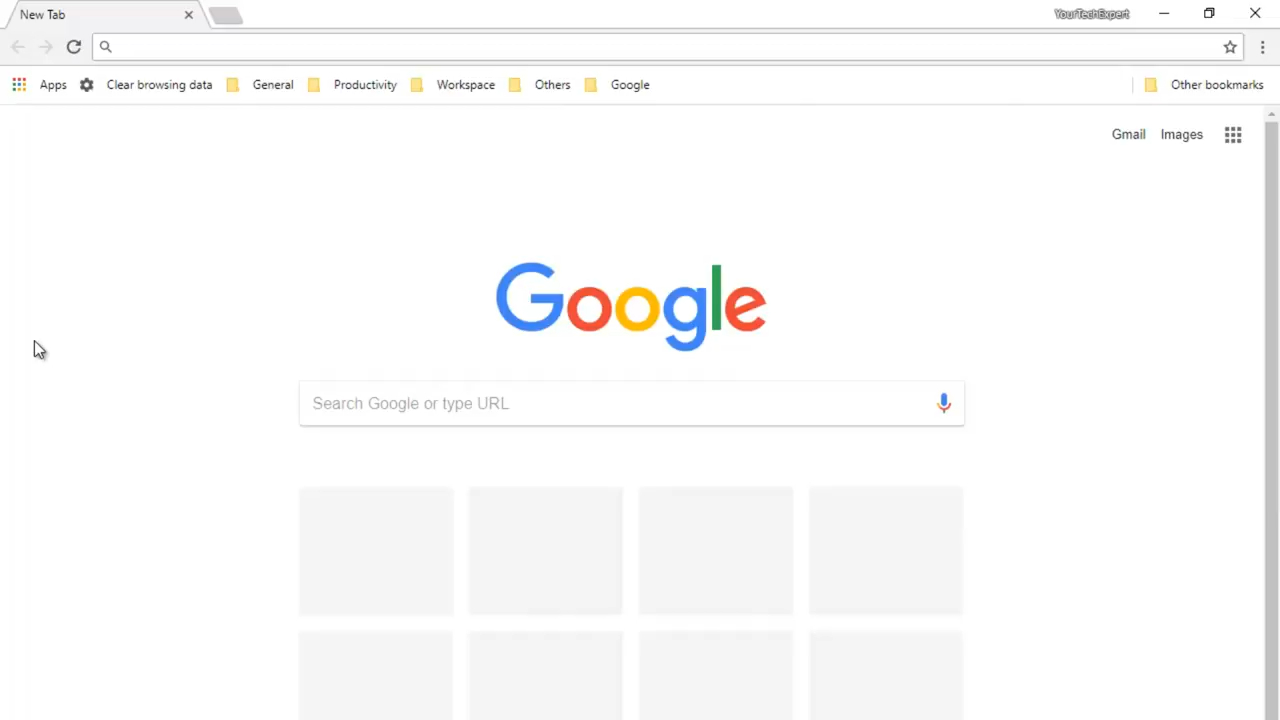 New Tab
YourTechExpert
Apps Clear browsing data General Productivity Workspace Others Google Other bookmarks
Gmail Images
Google
Search Google or type URL